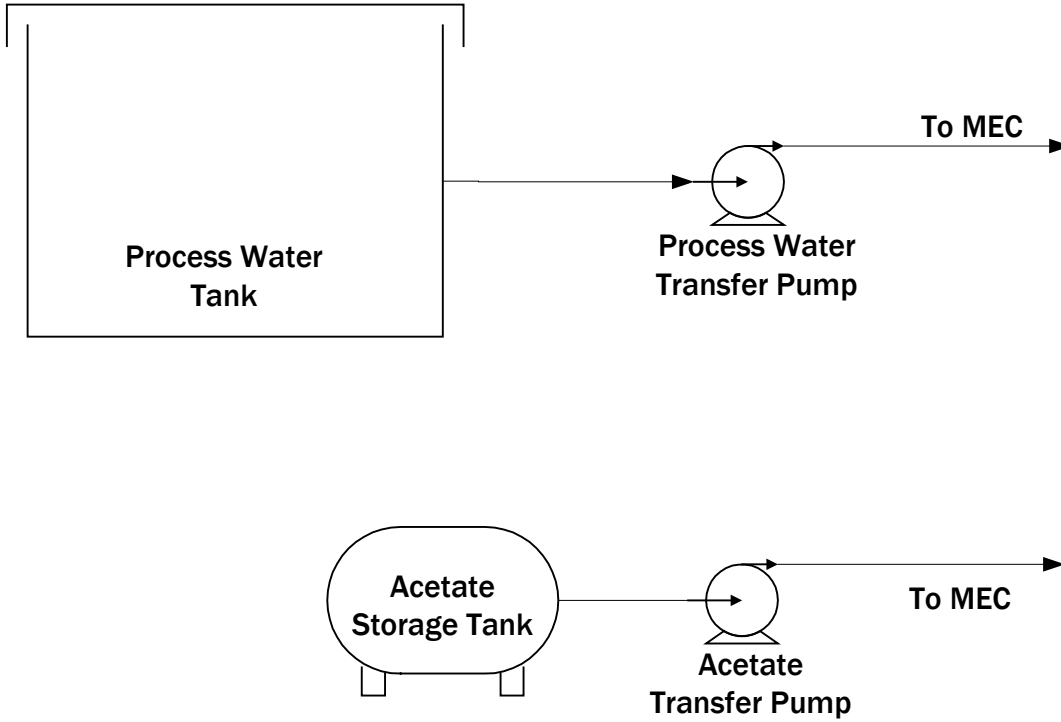 To MEC
Process Water
Tank
Process Water
Transfer Pump
Acetate
Storage Tank
To MEC
Acetate
Transfer Pump